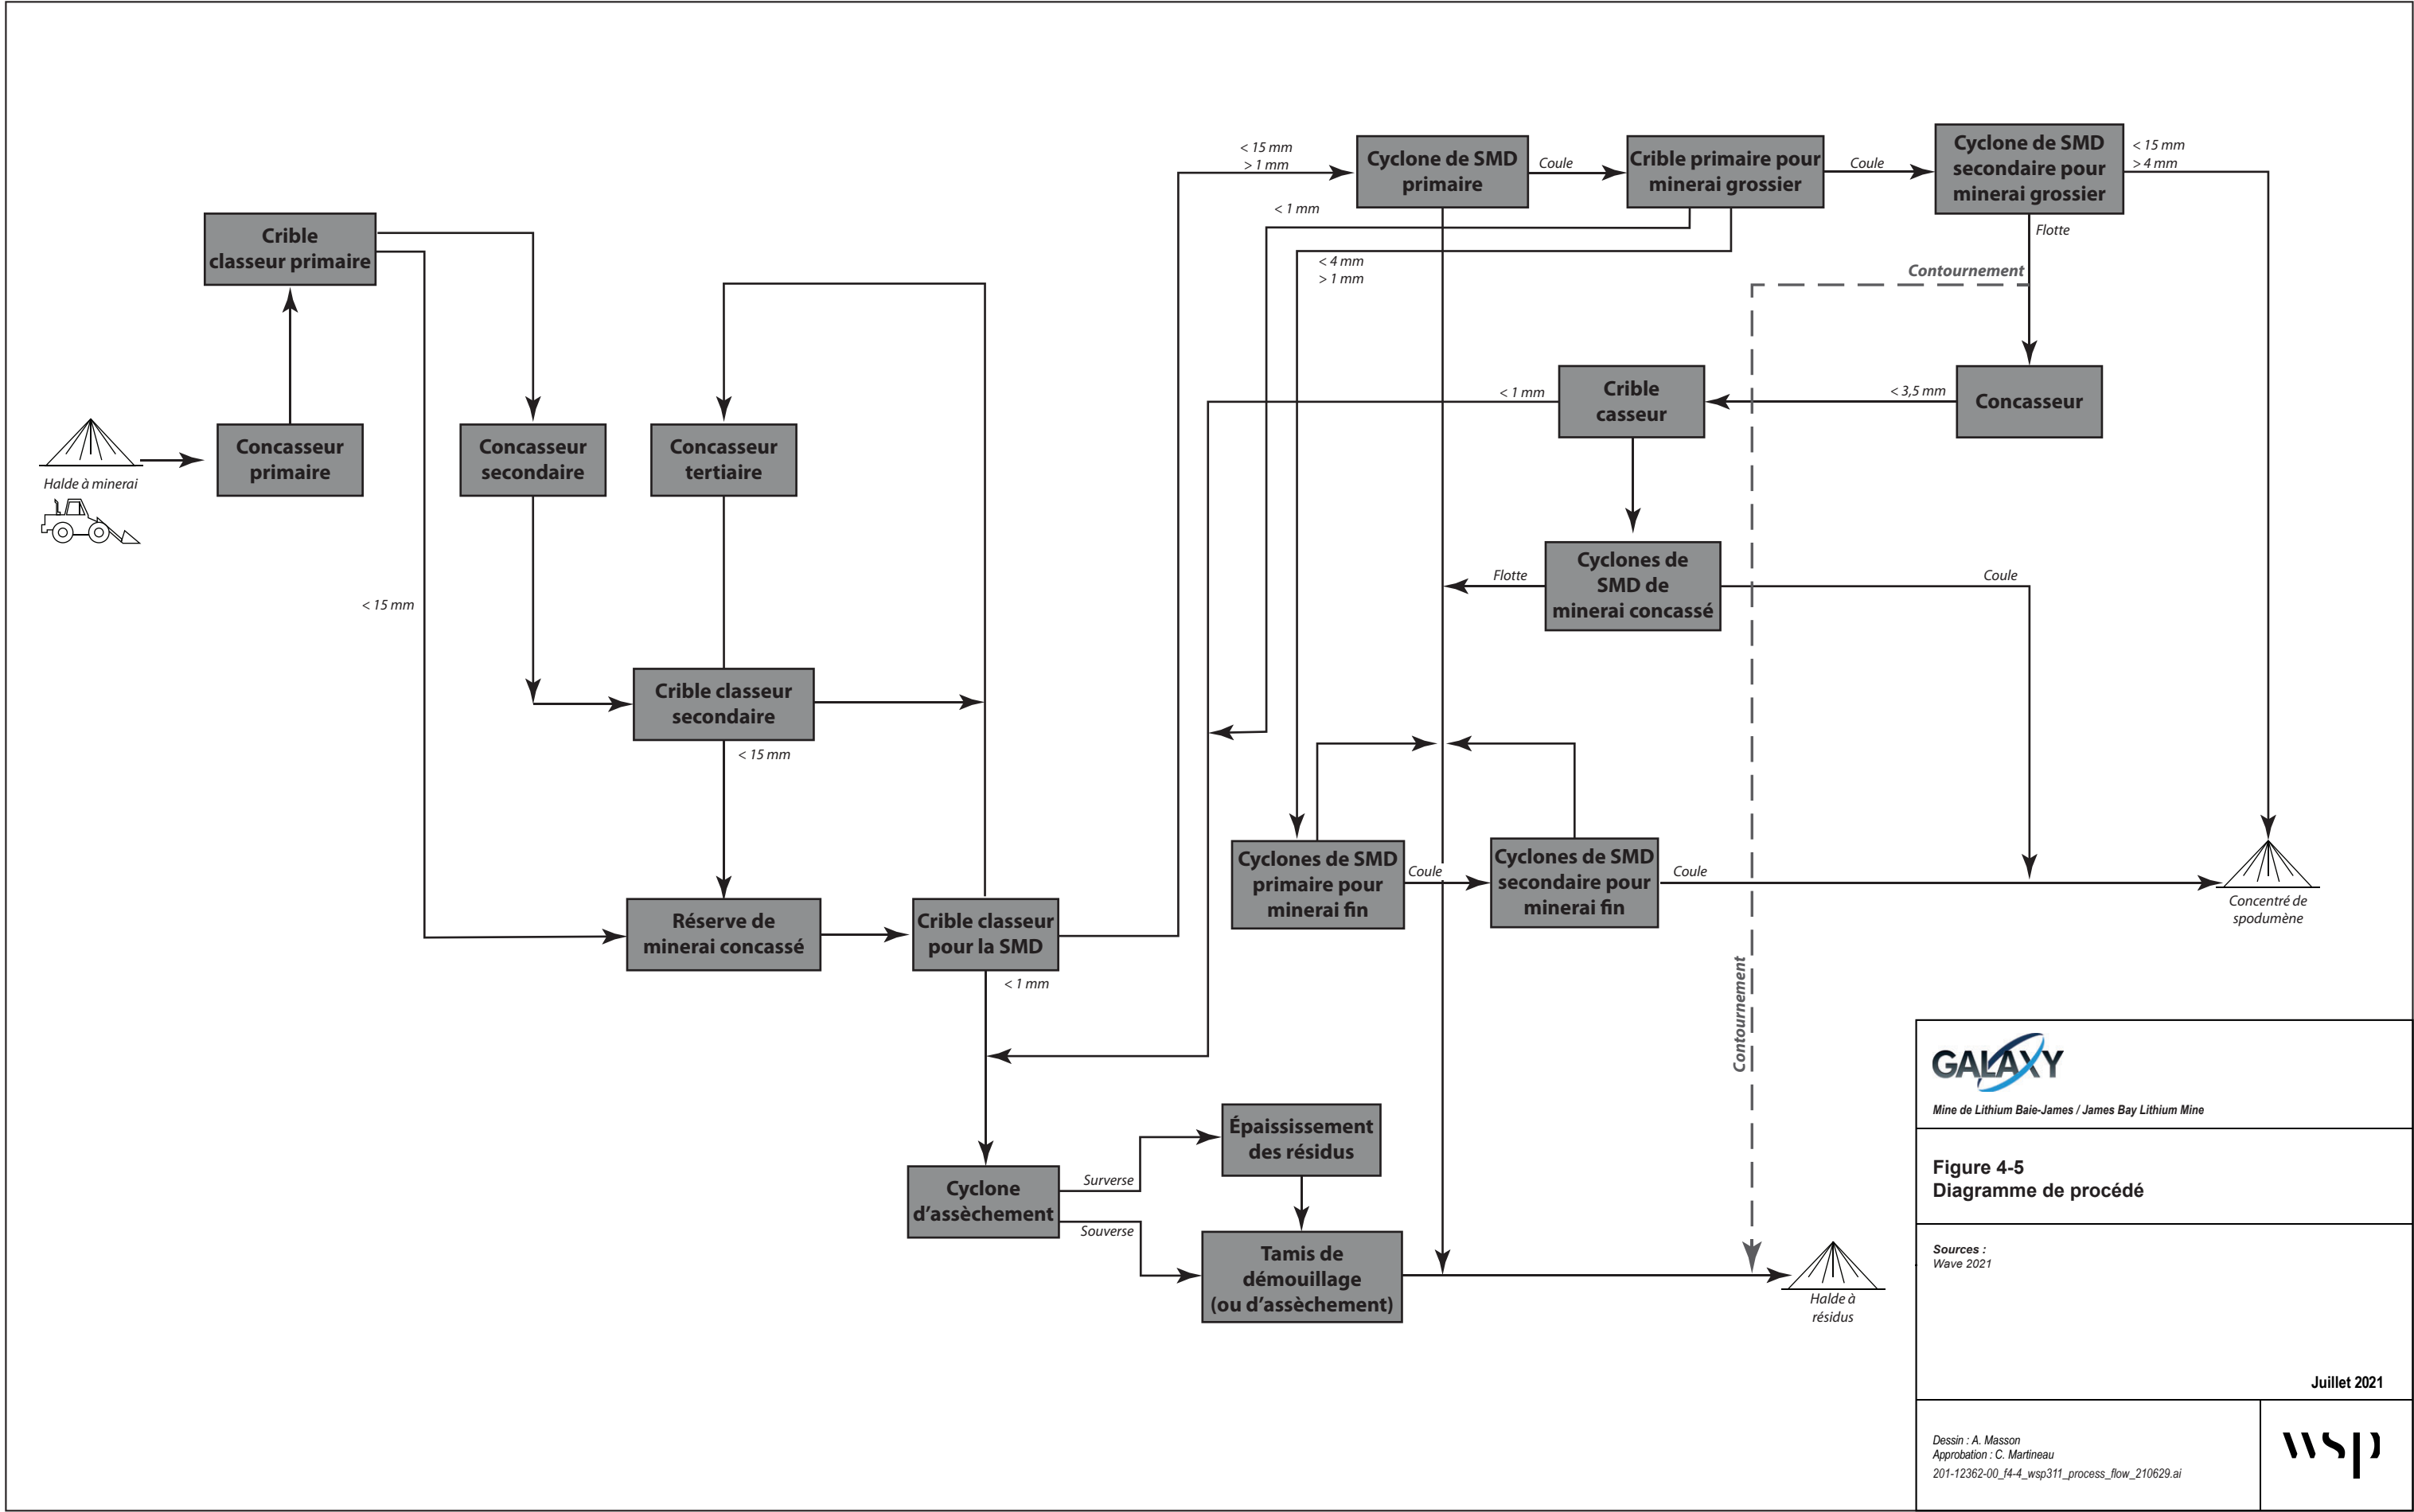 < 15 mm
> 1 mm
Cyclone de SMD
primaire
Coule
Crible primaire pour
minerai grossier
Coule
Cyclone de SMD
secondaire pour
minerai grossier
< 15 mm
> 4 mm
< 1 mm
Flotte
Crible
classeur primaire
< 4 mm
> 1 mm
Contournement
Crible
casseur
< 1 mm
< 3,5 mm
Concasseur
Halde à minerai
Concasseur
primaire
Concasseur
secondaire
Concasseur
tertiaire
Cyclones de
SMD de
minerai concassé
Flotte
Coule
< 15 mm
Crible classeur
secondaire
< 15 mm
Cyclones de SMD
primaire pour
minerai fin
Coule
Cyclones de SMD
secondaire pour
minerai fin
Coule
Concentré de
spodumène
Réserve de
minerai concassé
Crible classeur
pour la SMD
< 1 mm
Contournement
Épaississement
des résidus
Cyclone
d'assèchement
Surverse
Souverse
Tamis de
démouillage
(ou d'assèchement)
Halde à
résidus
GALAXY
Mine de Lithium Baie-James / James Bay Lithium Mine
Figure 4-5
Diagramme de procédé
Sources :
Wave 2021
Juillet 2021
Dessin : A. Masson
Approbation : C. Martineau
201-12362-00_f4-4_wsp311_process_flow_210629.ai
wsp